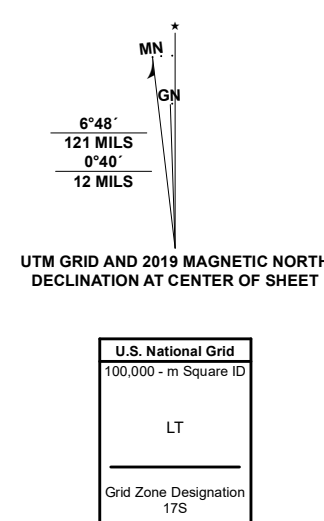 ★
MN
GN
6°48´
121 MILS
0°40´
12 MILS
UTM GRID AND 2019 MAGNETIC NORTH
DECLINATION AT CENTER OF SHEET
U.S. National Grid
100,000 - m Square ID
LT
Grid Zone Designation
17S